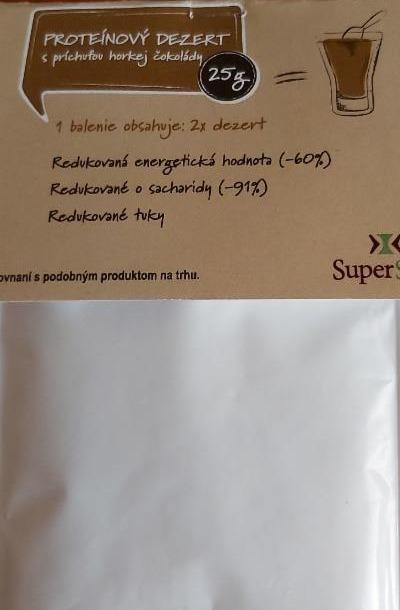 PROTEÍNOVÝ DEZERT
s príchuťou horkej čokolády
25g
=
1 balenie obsahuje: 2x dezert
Redukovaná energetická hodnota (-60%)
Redukované o sacharidy (-91%)
Redukované tuky
s podobným produktom na trhu.
Super